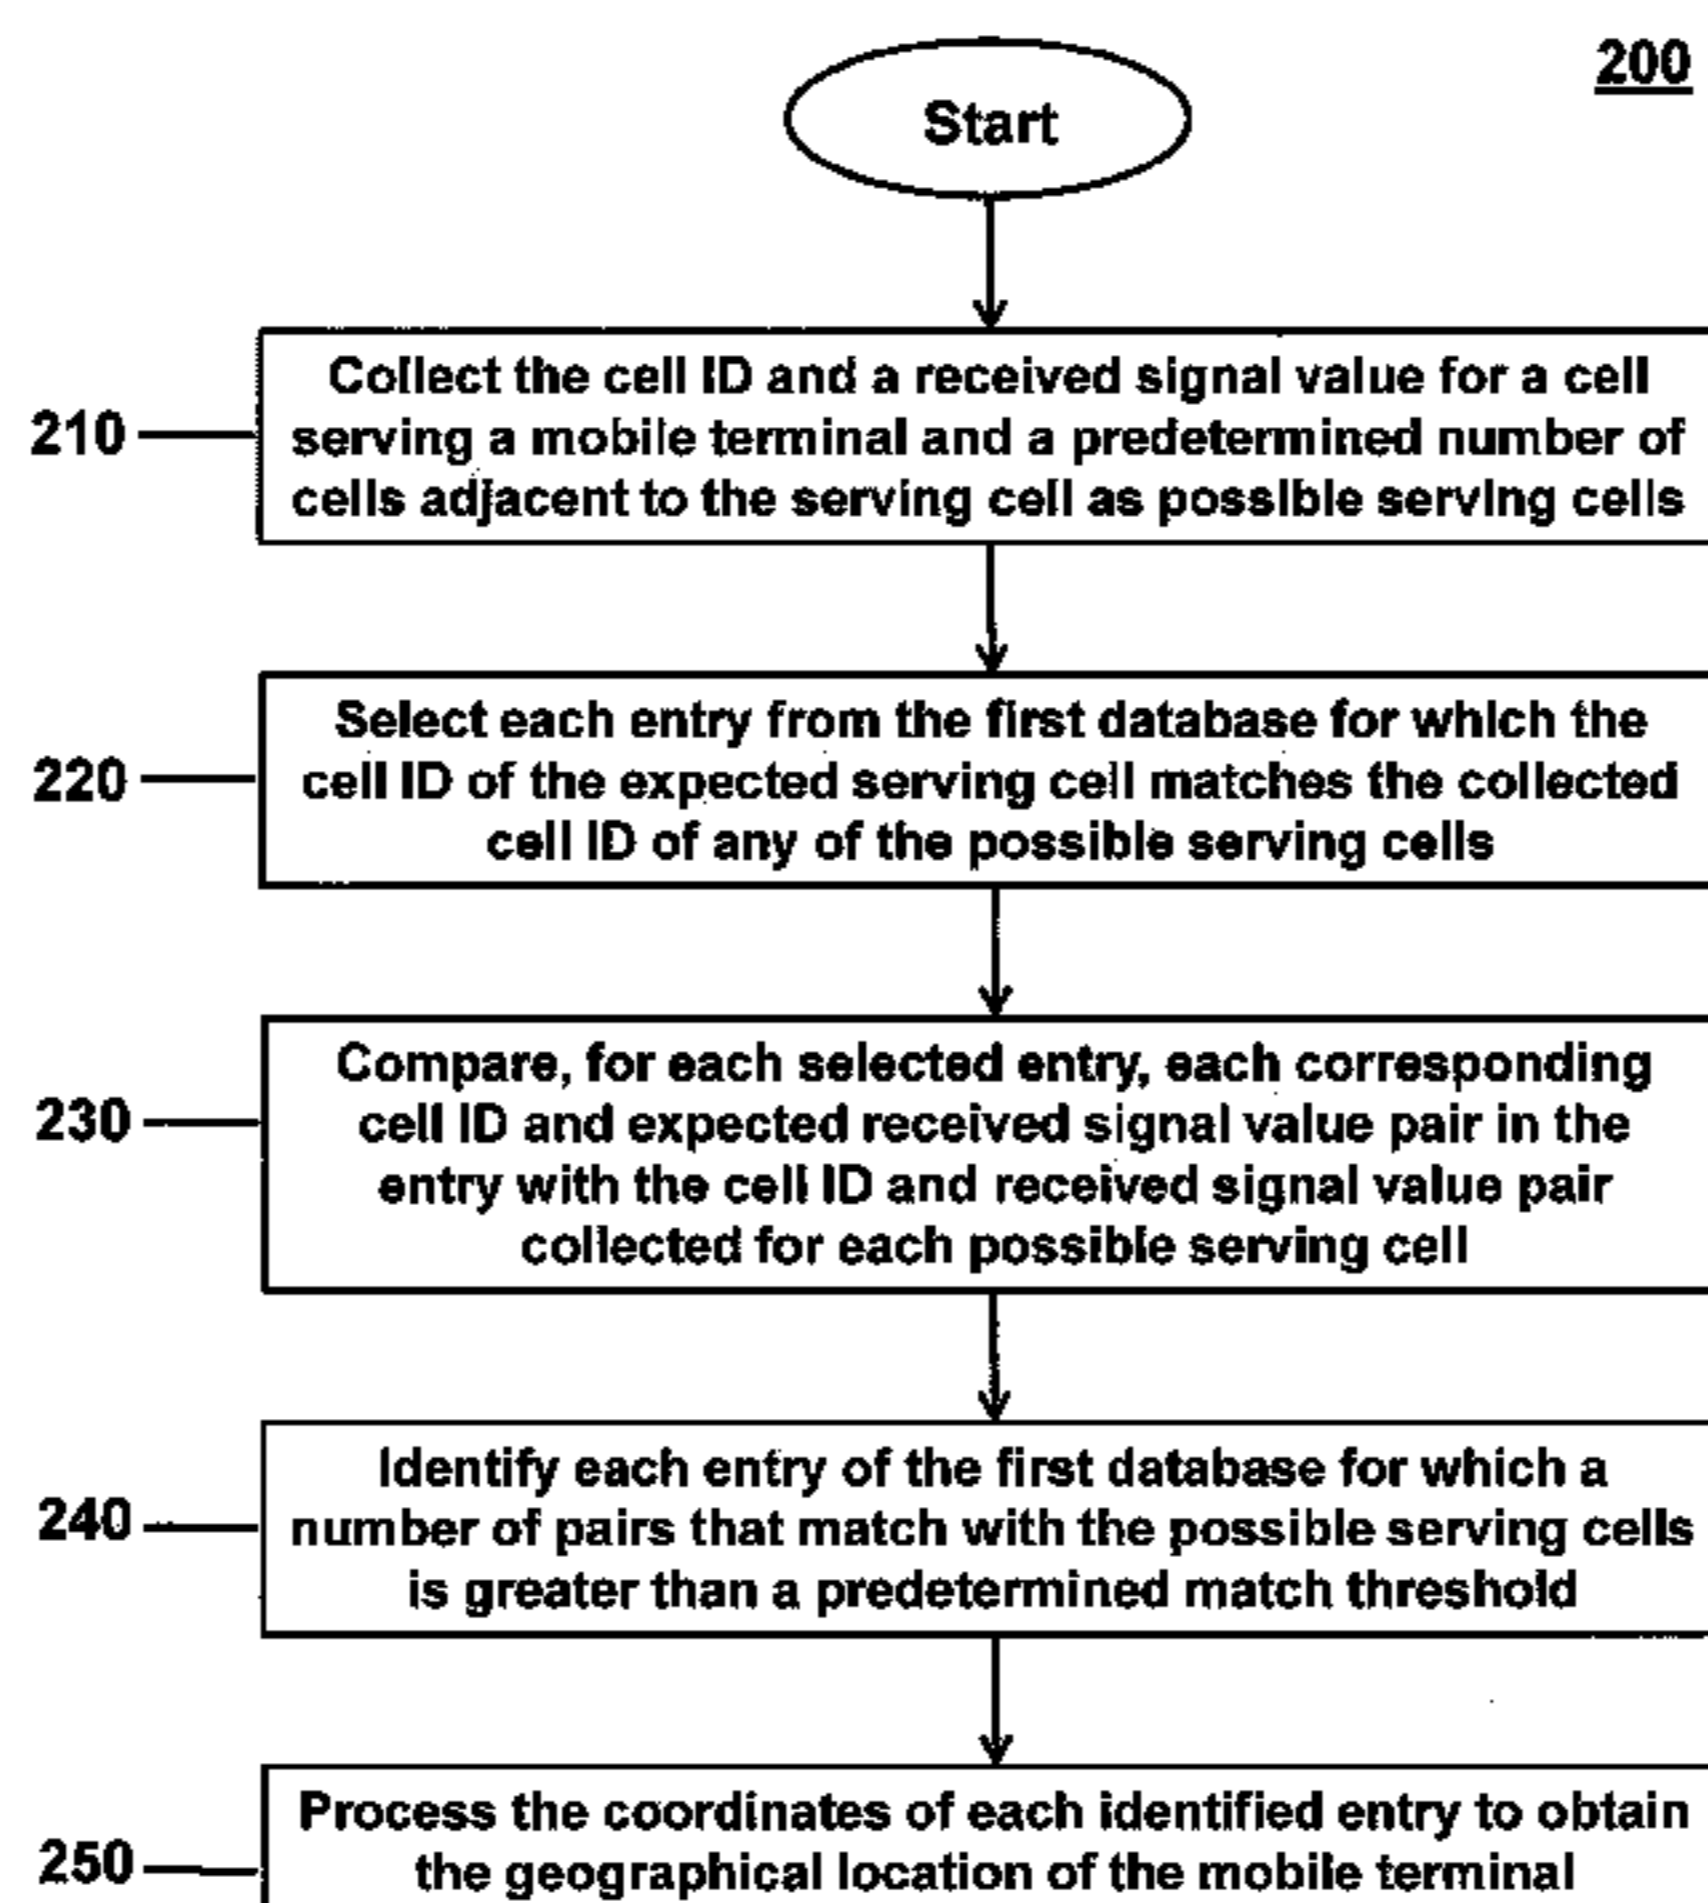 200
Start
210
Collect the cell ID and a received signal value for a cell
serving a mobile terminal and a predetermined number of
cells adjacent to the serving cell as possible serving cells
220
Select each entry from the first database for which the
cell ID of the expected serving cell matches the collected
cell ID of any of the possible serving cells
230
Compare, for each selected entry, each corresponding
cell ID and expected received signal value pair in the
entry with the cell ID and received signal value pair
collected for each possible serving cell
240
Identify each entry of the first database for which a
number of pairs that match with the possible serving cells
is greater than a predetermined match threshold
250
Process the coordinates of each identified entry to obtain
the geographical location of the mobile terminal